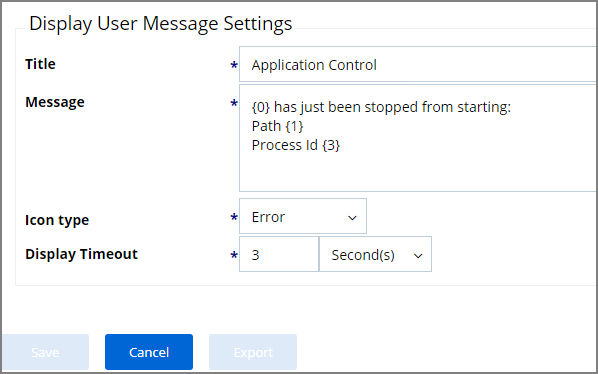 Display User Message Settings
Title * Application Control
Message * {0} has just been stopped from starting:
Path {1}
Process Id {3}
Icon type * Error
Display Timeout * 3 Second(s)
Save Cancel Export